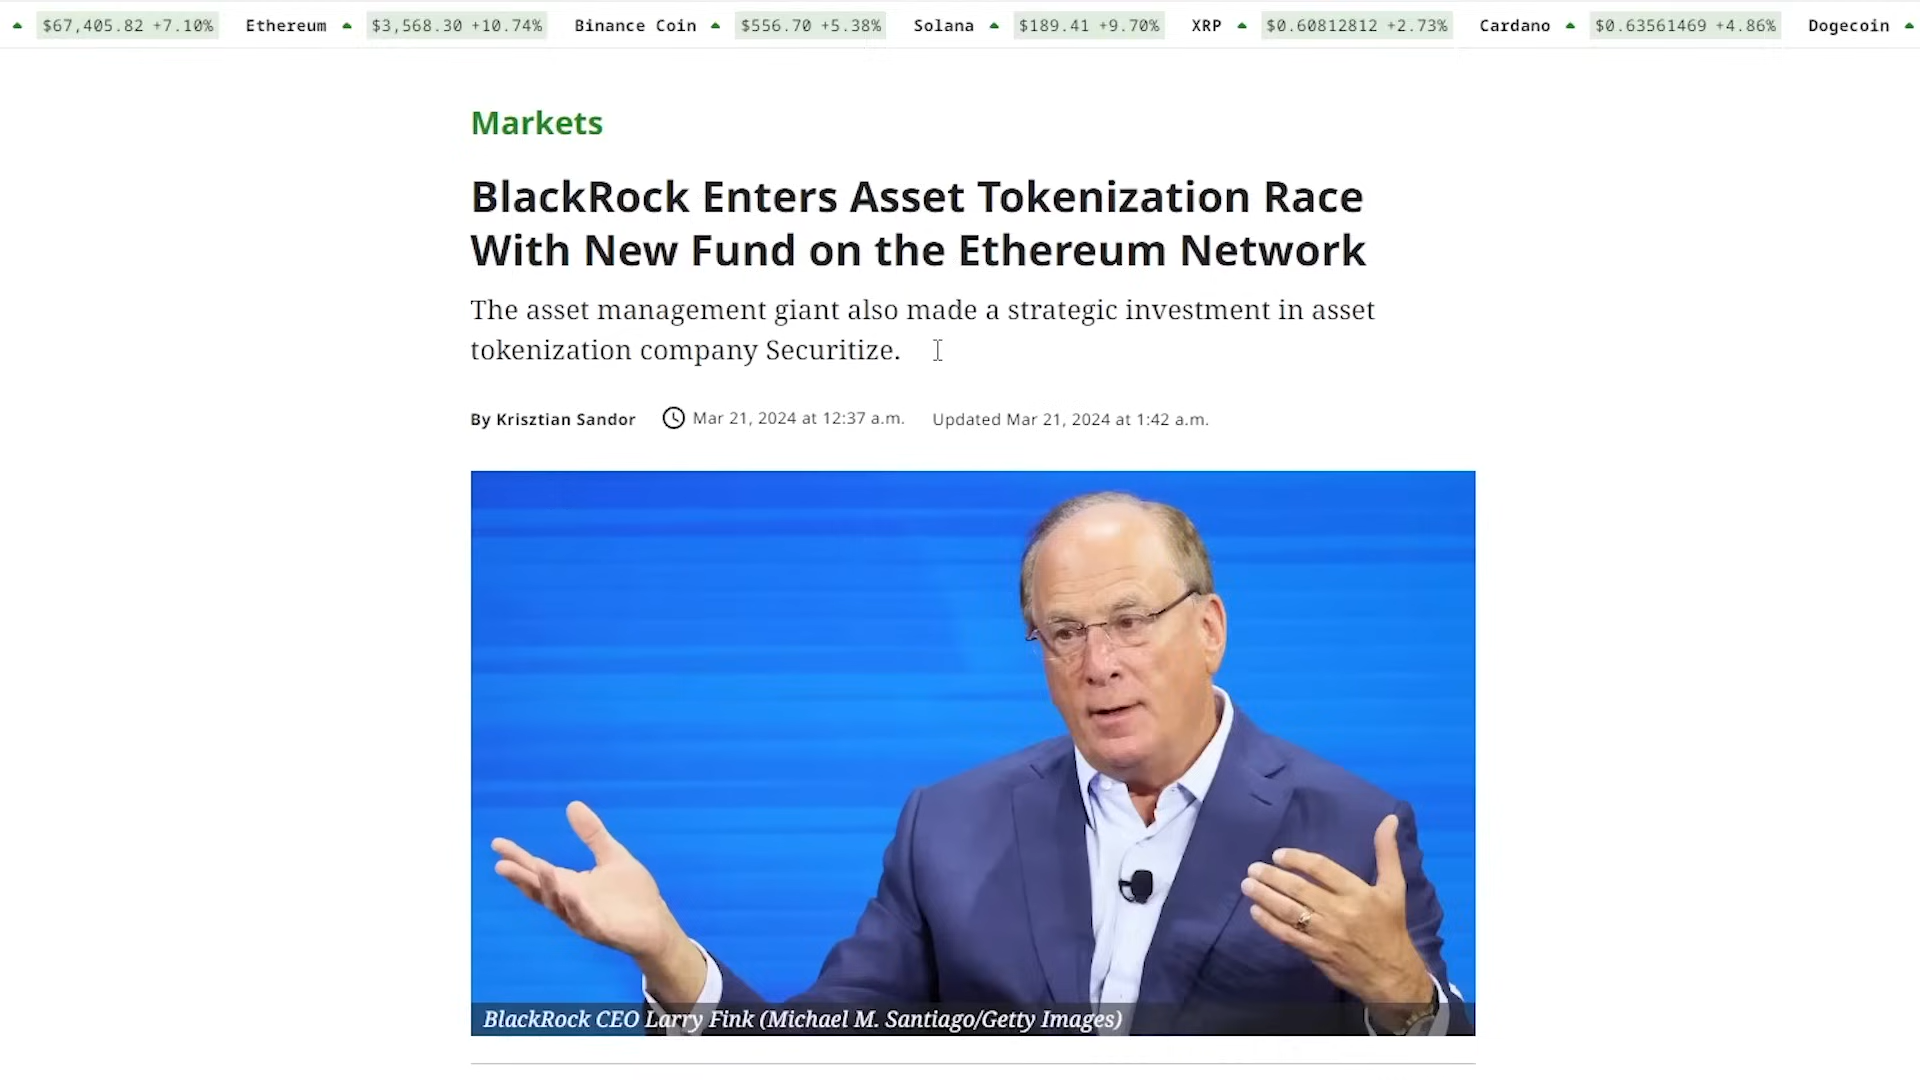 $67,405.82 +7.10% Ethereum $3,568.30 +10.74% Binance Coin $556.70 +5.38% Solana $189.41 +9.70% XRP $0.60812812 +2.73% Cardano $0.63561469 +4.86% Dogecoin
Markets
BlackRock Enters Asset Tokenization Race
With New Fund on the Ethereum Network
The asset management giant also made a strategic investment in asset
tokenization company Securitize.
By Krisztian Sandor Mar 21, 2024 at 12:37 a.m. Updated Mar 21, 2024 at 1:42 a.m.
BlackRock CEO Larry Fink (Michael M. Santiago/Getty Images)